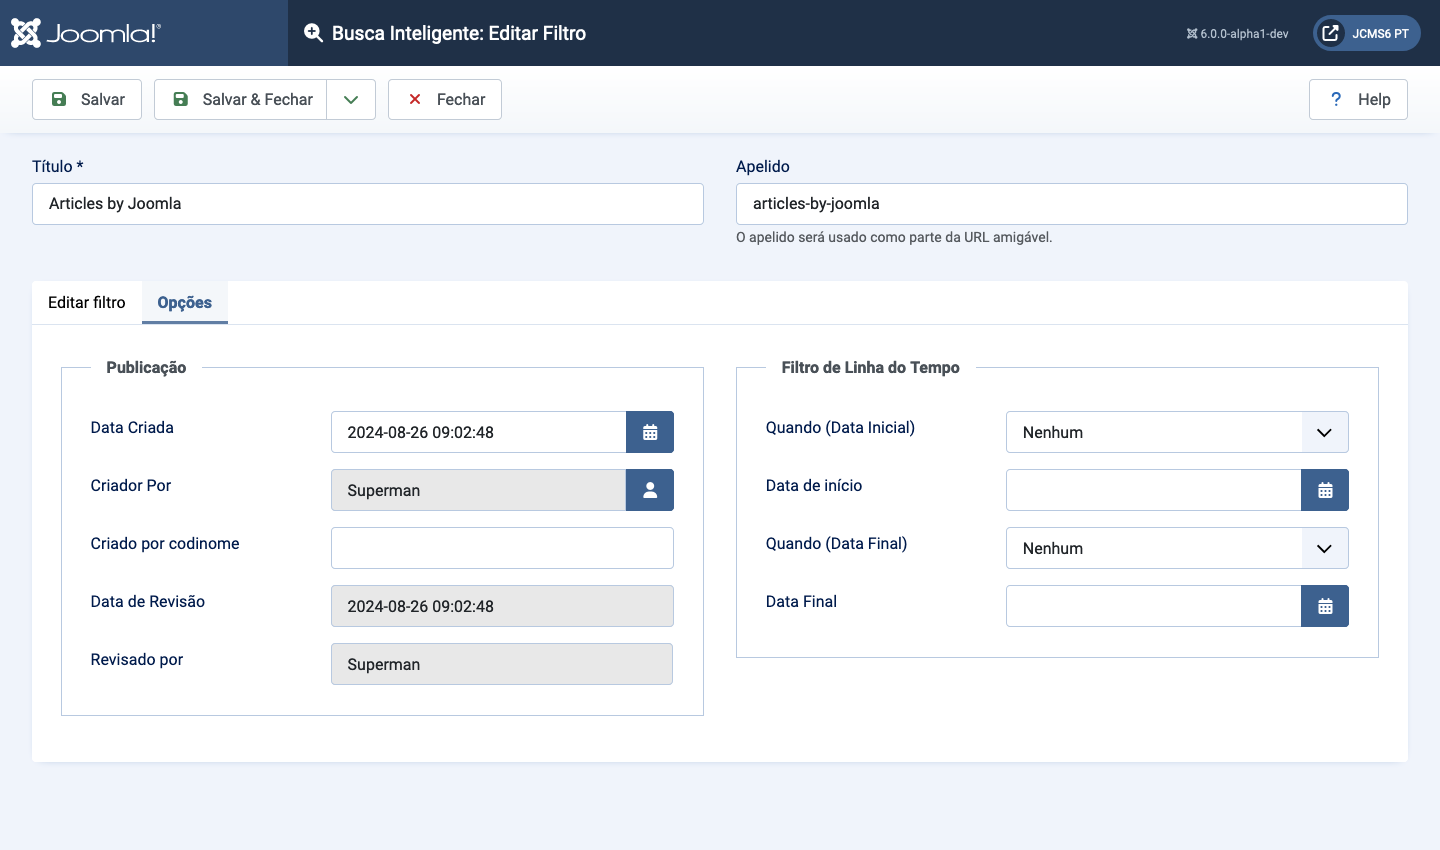 Joomla!®
Busca Inteligente: Editar Filtro
6.0.0-alpha1-dev
JCMS6 PT
Salvar
Salvar & Fechar
Fechar
? Help
Título *
Articles by Joomla
Apelido
articles-by-joomla
O apelido será usado como parte da URL amigável.
Editar filtro
Opções
Publicação
Data Criada
2024-08-26 09:02:48
Criador Por
Superman
Criado por codinome
Data de Revisão
2024-08-26 09:02:48
Revisado por
Superman
Filtro de Linha do Tempo
Quando (Data Inicial)
Nenhum
Data de início
Quando (Data Final)
Nenhum
Data Final